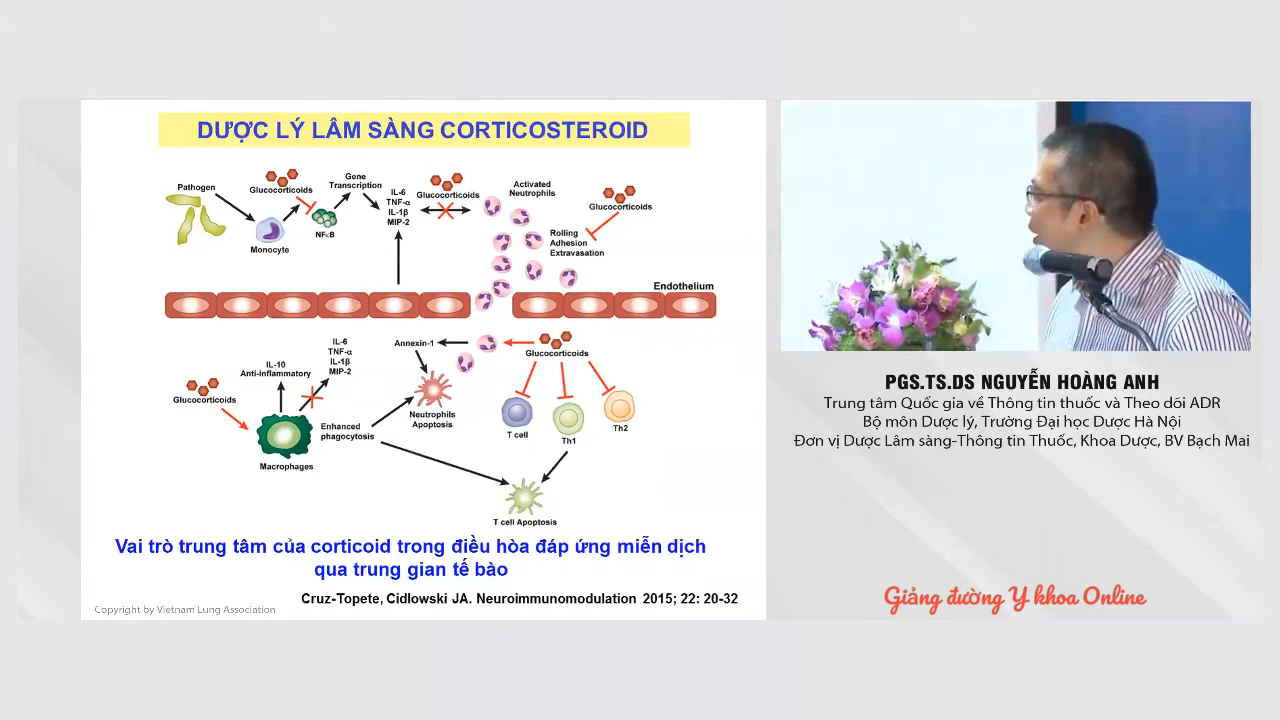 DƯỢC LÝ LÂM SÀNG CORTICOSTEROID
Pathogen
Glucocorticoids
Monocyte
NFκB
Gene
Transcription
IL-6
TNF-α
IL-1β
MIP-2
Glucocorticoids
Activated
Neutrophils
Glucocorticoids
Rolling
Adhesion
Extravasation
Endothelium
Glucocorticoids
IL-10
Anti-inflammatory
IL-6
TNF-α
IL-1β
MIP-2
Macrophages
Enhanced
phagocytosis
Annexin-1
Neutrophils
Apoptosis
Glucocorticoids
T cell
Th1
Th2
T cell Apoptosis
Vai trò trung tâm của corticoid trong điều hòa đáp ứng miễn dịch
qua trung gian tế bào
Cruz-Topete, Cidlowski JA. Neuroimmunomodulation 2015; 22: 20-32
Copyright by Vietnam Lung Association
PGS.TS.DS NGUYỄN HOÀNG ANH
Trung tâm Quốc gia về Thông tin thuốc và Theo dõi ADR
Bộ môn Dược lý, Trường Đại học Dược Hà Nội
Đơn vị Dược Lâm sàng-Thông tin Thuốc, Khoa Dược, BV Bạch Mai
Giảng đường Y khoa Online